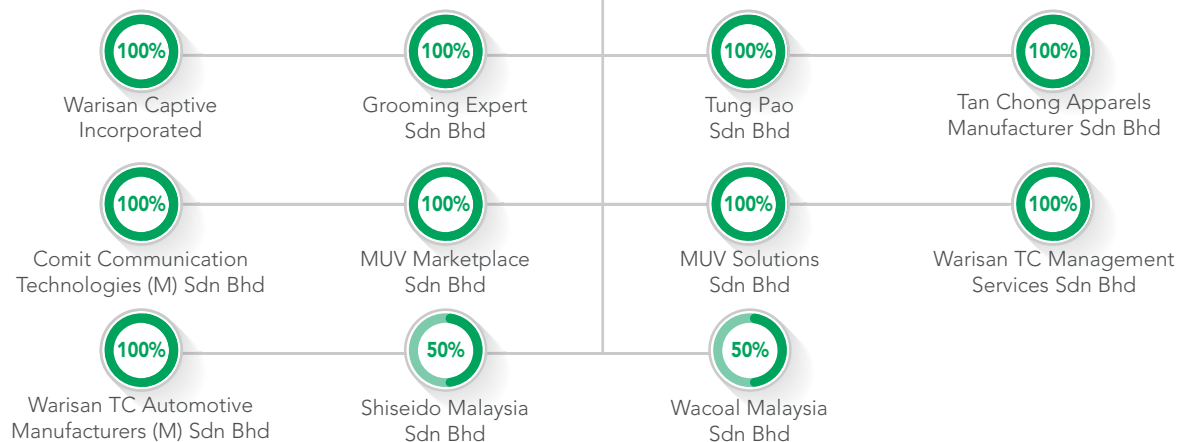 100%
100%
100%
100%
Warisan Captive
Incorporated
Grooming Expert
Sdn Bhd
Tung Pao
Sdn Bhd
Tan Chong Apparels
Manufacturer Sdn Bhd
100%
100%
100%
100%
Comit Communication
Technologies (M) Sdn Bhd
MUV Marketplace
Sdn Bhd
MUV Solutions
Sdn Bhd
Warisan TC Management
Services Sdn Bhd
100%
50%
50%
Warisan TC Automotive
Manufacturers (M) Sdn Bhd
Shiseido Malaysia
Sdn Bhd
Wacoal Malaysia
Sdn Bhd